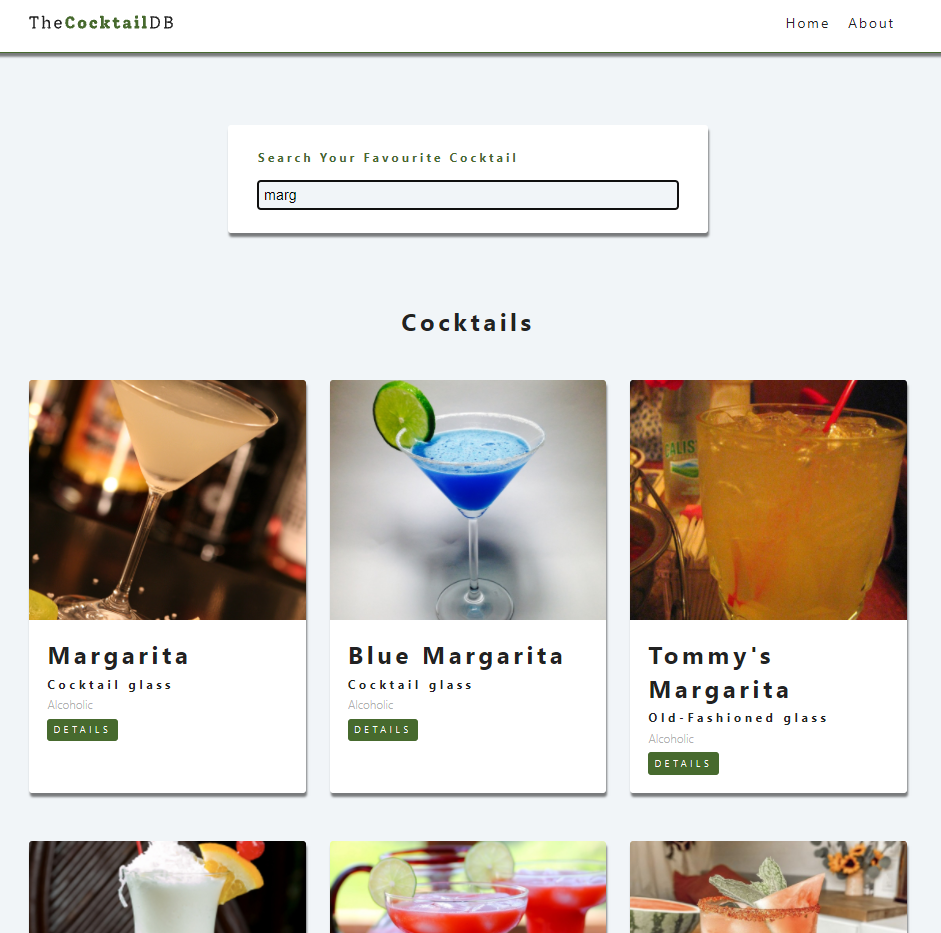 TheCocktailDB
Home About
Search Your Favourite Cocktail
marg
Cocktails
Margarita
Cocktail glass
Alcoholic
DETAILS
Blue Margarita
Cocktail glass
Alcoholic
DETAILS
Tommy's
Margarita
Old-Fashioned glass
Alcoholic
DETAILS